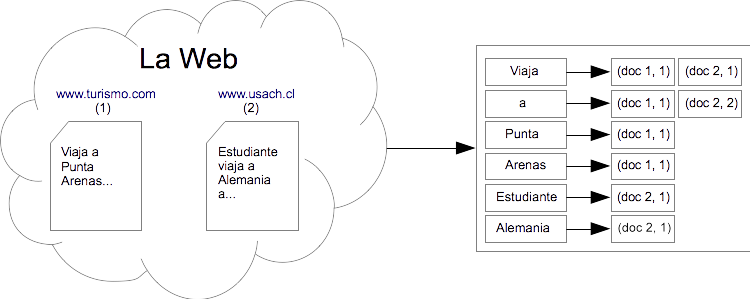 La Web
www.turismo.com
(1)
www.usach.cl
(2)
Viaja a
Punta
Arenas...
Estudiante
viaja a
Alemania
a...
Viaja (doc 1, 1) (doc 2, 1)
a (doc 1, 1) (doc 2, 2)
Punta (doc 1, 1)
Arenas (doc 1, 1)
Estudiante (doc 2, 1)
Alemania (doc 2, 1)